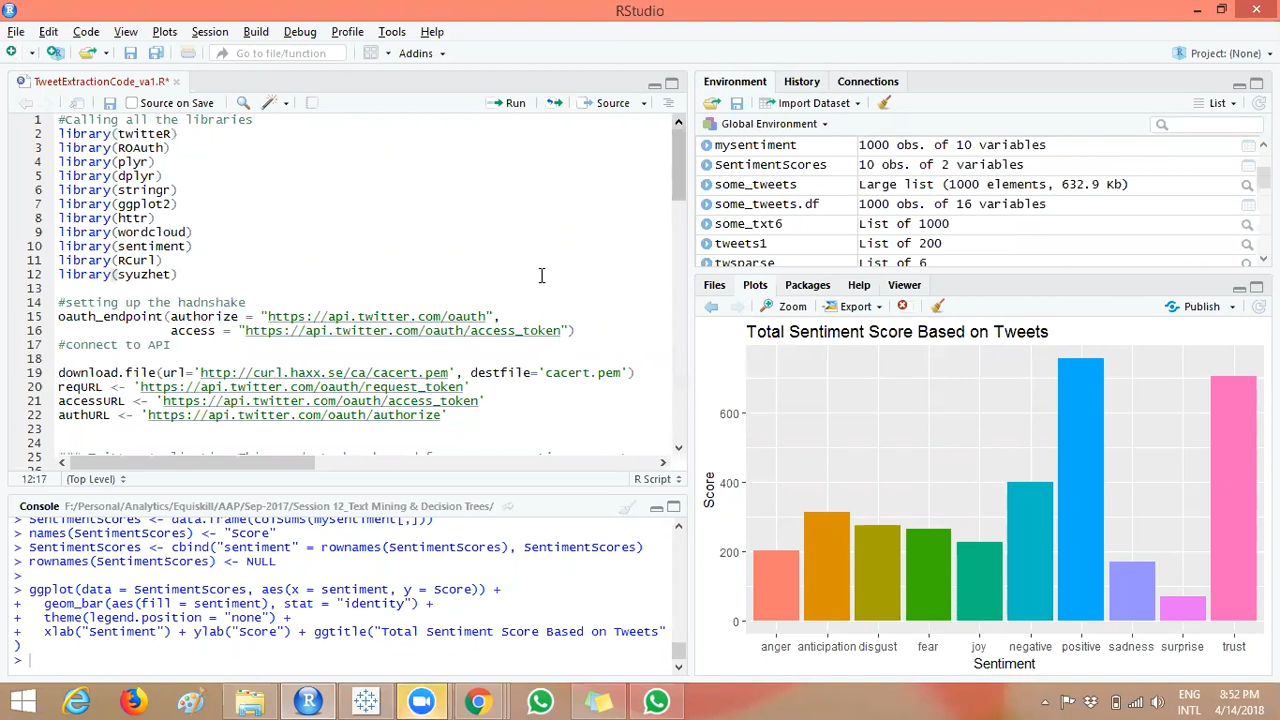 RStudio
File Edit Code View Plots Session Build Debug Profile Tools Help
Go to file/function Addins Project: (None)
TweetExtractionCode_va1.R*
Source on Save Run Source
1 #Calling all the libraries
2 library(twitteR)
3 library(ROAuth)
4 library(plyr)
5 library(dplyr)
6 library(stringr)
7 library(ggplot2)
8 library(httr)
9 library(wordcloud)
10 library(sentiment)
11 library(RCurl)
12 library(syuzhet)
13
14 #setting up the hadnshake
15 oauth_endpoint(authorize = "https://api.twitter.com/oauth",
16 access = "https://api.twitter.com/oauth/access_token")
17 #connect to API
18
19 download.file(url='http://curl.haxx.se/ca/cacert.pem', destfile='cacert.pem')
20 reqURL <- 'https://api.twitter.com/oauth/request_token'
21 accessURL <- 'https://api.twitter.com/oauth/access_token'
22 authURL <- 'https://api.twitter.com/oauth/authorize'
23
24
25
26
12:17 (Top Level) R Script
Console F:/Personal/Analytics/Equiskill/AAP/Sep-2017/Session 12_Text Mining & Decision Trees/
> SentimentScores <- data.frame(colSums(mysentiment[,]))
> names(SentimentScores) <- "Score"
> SentimentScores <- cbind("sentiment" = rownames(SentimentScores), SentimentScores)
> rownames(SentimentScores) <- NULL
>
> ggplot(data = SentimentScores, aes(x = sentiment, y = Score)) +
+ geom_bar(aes(fill = sentiment), stat = "identity") +
+ theme(legend.position = "none") +
+ xlab("Sentiment") + ylab("Score") + ggtitle("Total Sentiment Score Based on Tweets"
)
>
Environment History Connections
Import Dataset List
Global Environment
mysentiment 1000 obs. of 10 variables
SentimentScores 10 obs. of 2 variables
some_tweets Large list (1000 elements, 632.9 Kb)
some_tweets.df 1000 obs. of 16 variables
some_txt6 List of 1000
tweets1 List of 200
twsparse List of 6
Files Plots Packages Help Viewer
Zoom Export Publish
Total Sentiment Score Based on Tweets
600
400
200
0
Score
anger anticipation disgust fear joy negative positive sadness surprise trust
Sentiment
ENG 8:52 PM
INTL 4/14/2018